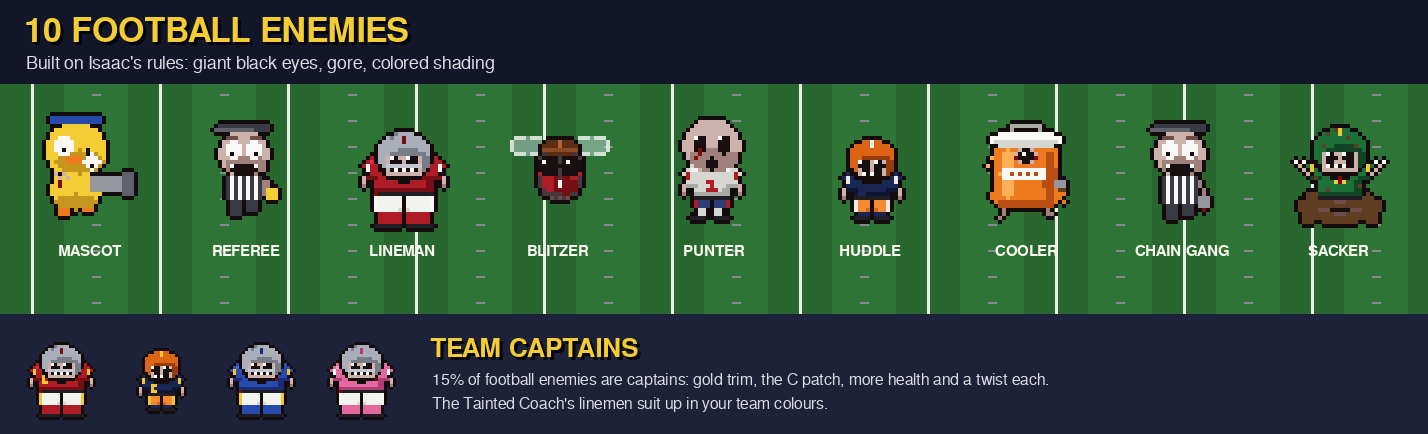 10 FOOTBALL ENEMIES
Built on Isaac's rules: giant black eyes, gore, colored shading
MASCOT REFEREE LINEMAN BLITZER PUNTER HUDDLE COOLER CHAIN GANG SACKER
TEAM CAPTAINS
15% of football enemies are captains: gold trim, the C patch, more health and a twist each.
The Tainted Coach's linemen suit up in your team colours.